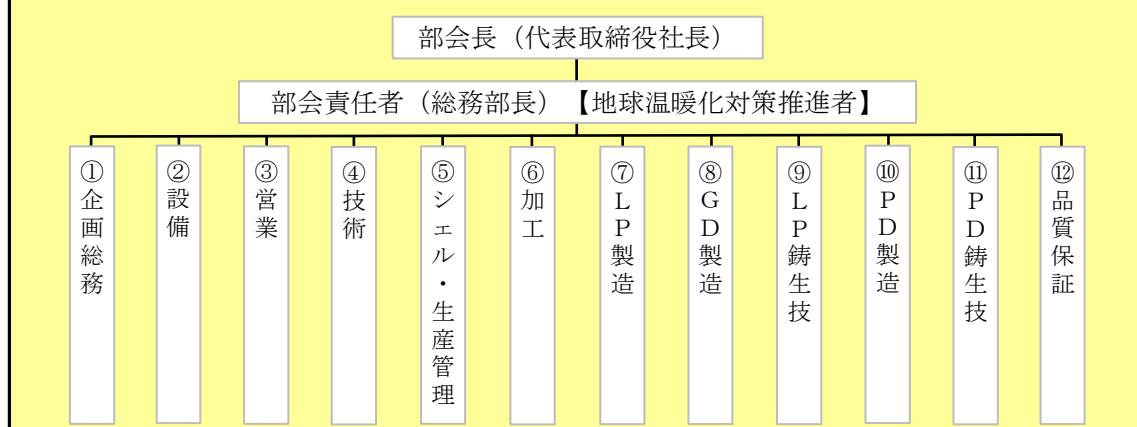 部会長（代表取締役社長）
部会責任者（総務部長）【地球温暖化対策推進者】
①企画総務
②設備
③営業
④技術
⑤シェル・生産管理
⑥加工
⑦ＬＰ製造
⑧ＧＤ製造
⑨ＬＰ鋳生技
⑩ＰＤ製造
⑪ＰＤ鋳生技
⑫品質保証